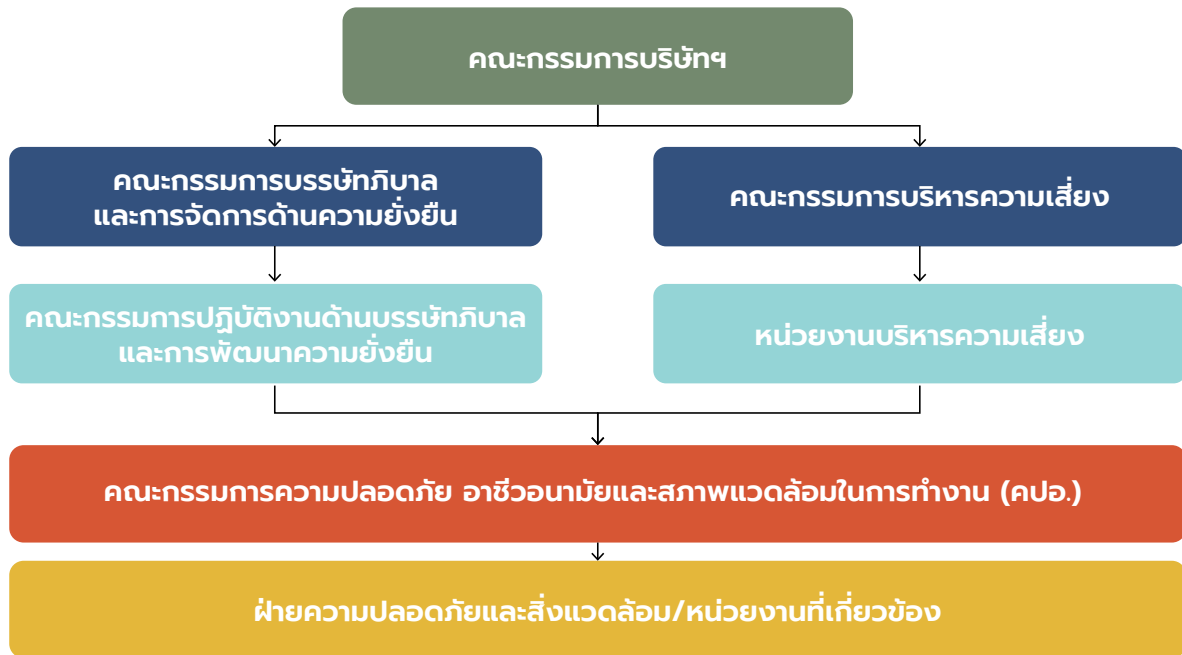 คณะกรรมการบริษัทฯ
คณะกรรมการบรรษัทภิบาล
และการจัดการด้านความยั่งยืน
คณะกรรมการบริหารความเสี่ยง
คณะกรรมการปฏิบัติงานด้านบรรษัทภิบาล
และการพัฒนาความยั่งยืน
หน่วยงานบริหารความเสี่ยง
คณะกรรมการความปลอดภัย อาชีวอนามัยและสภาพแวดล้อมในการทำงาน (คปอ.)
ฝ่ายความปลอดภัยและสิ่งแวดล้อม/หน่วยงานที่เกี่ยวข้อง